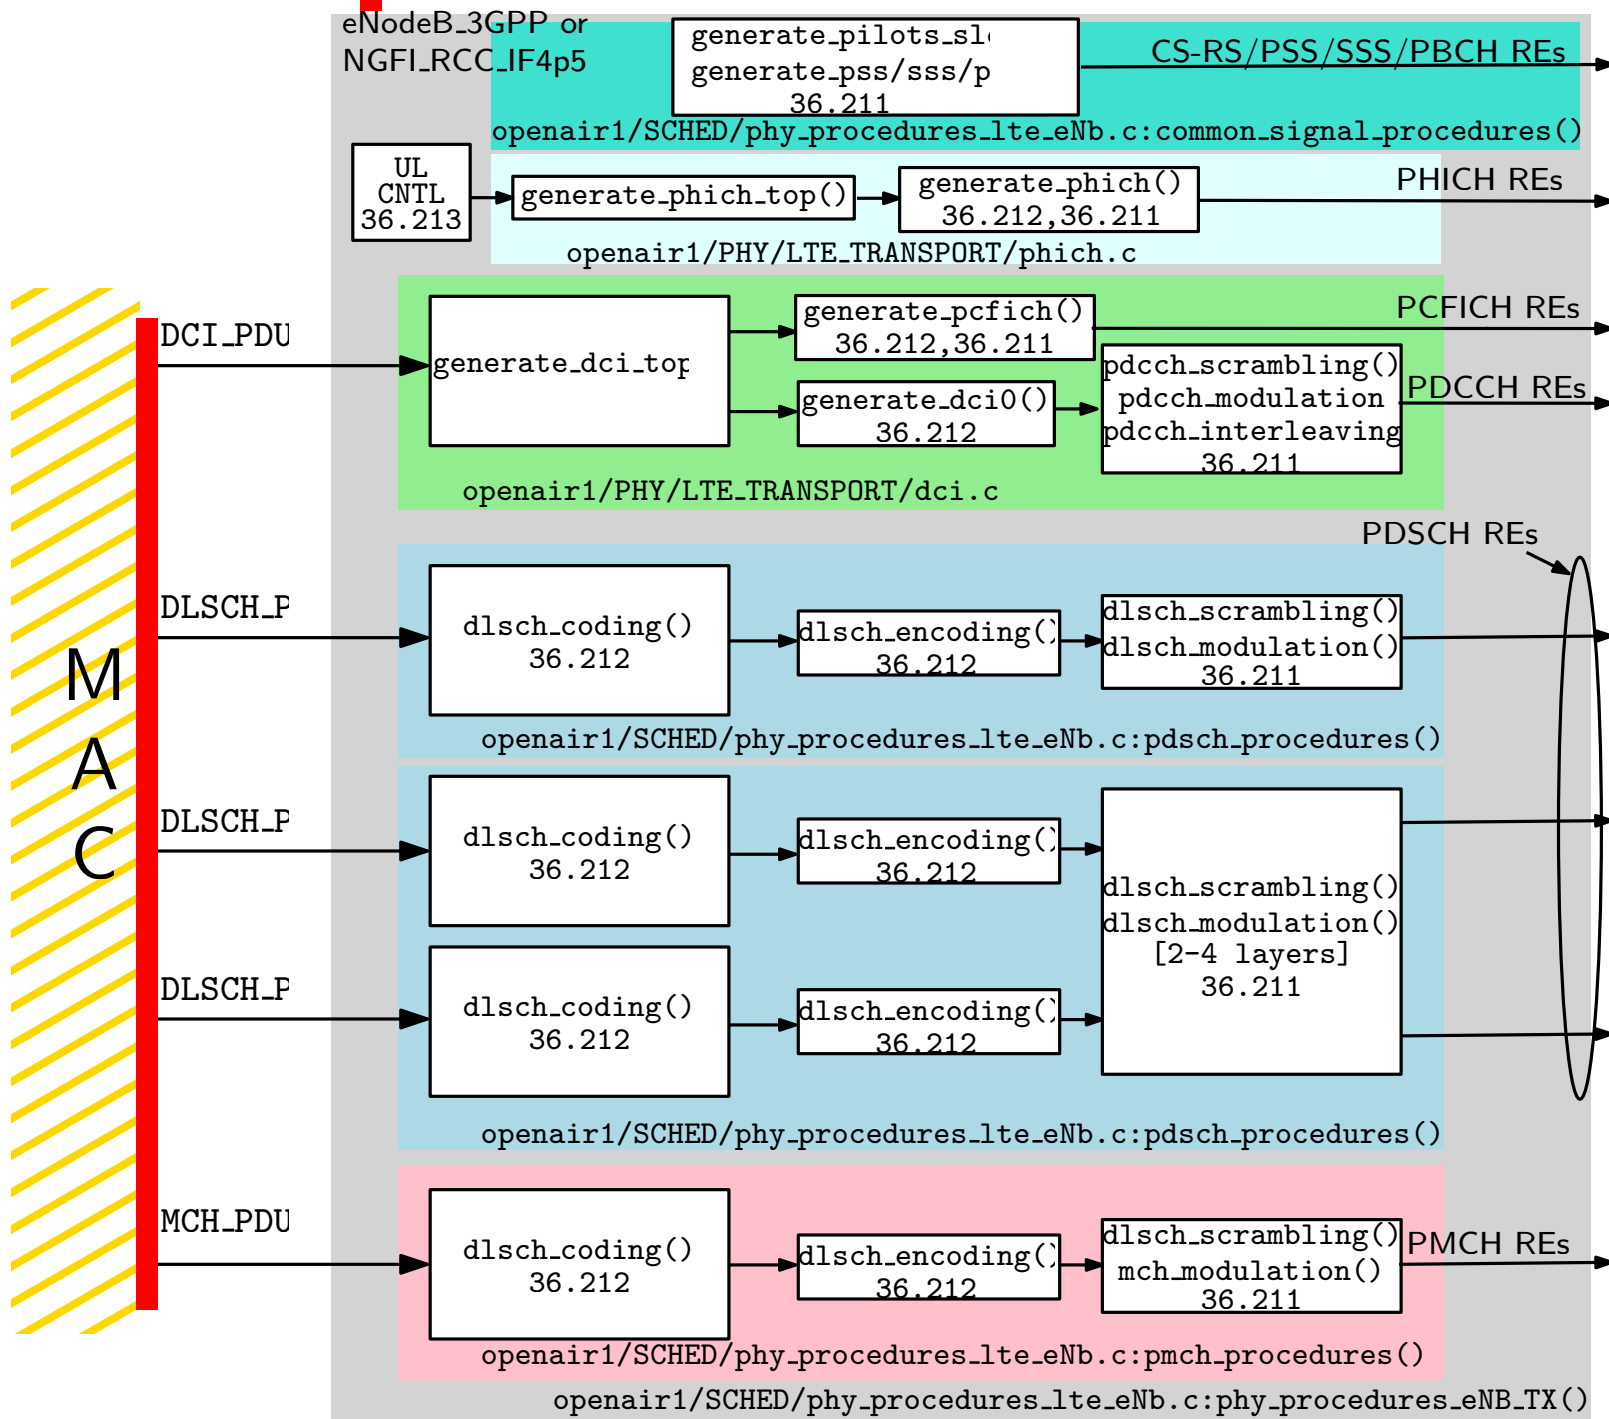 eNodeB_3GPP or
NGFI_RCC_IF4p5
generate_pilots_sl
generate_pss/sss/p
36.211
CS-RS/PSS/SSS/PBCH REs
openair1/SCHED/phy_procedures_lte_eNb.c:common_signal_procedures()
UL
CNTL
36.213
generate_phich_top()
generate_phich()
36.212,36.211
PHICH REs
openair1/PHY/LTE_TRANSPORT/phich.c
DCI_PDU
generate_dci_top
generate_pcfich()
36.212,36.211
PCFICH REs
generate_dci0()
36.212
pdcch_scrambling()
pdcch_modulation
pdcch_interleaving
36.211
PDCCH REs
openair1/PHY/LTE_TRANSPORT/dci.c
PDSCH REs
M
A
C
DLSCH_P
dlsch_coding()
36.212
dlsch_encoding()
36.212
dlsch_scrambling()
dlsch_modulation()
36.211
openair1/SCHED/phy_procedures_lte_eNb.c:pdsch_procedures()
DLSCH_P
dlsch_coding()
36.212
dlsch_encoding()
36.212
dlsch_scrambling()
dlsch_modulation()
[2-4 layers]
36.211
DLSCH_P
dlsch_coding()
36.212
dlsch_encoding()
36.212
openair1/SCHED/phy_procedures_lte_eNb.c:pdsch_procedures()
MCH_PDU
dlsch_coding()
36.212
dlsch_encoding()
36.212
dlsch_scrambling()
mch_modulation()
36.211
PMCH REs
openair1/SCHED/phy_procedures_lte_eNb.c:pmch_procedures()
openair1/SCHED/phy_procedures_lte_eNb.c:phy_procedures_eNB_TX()